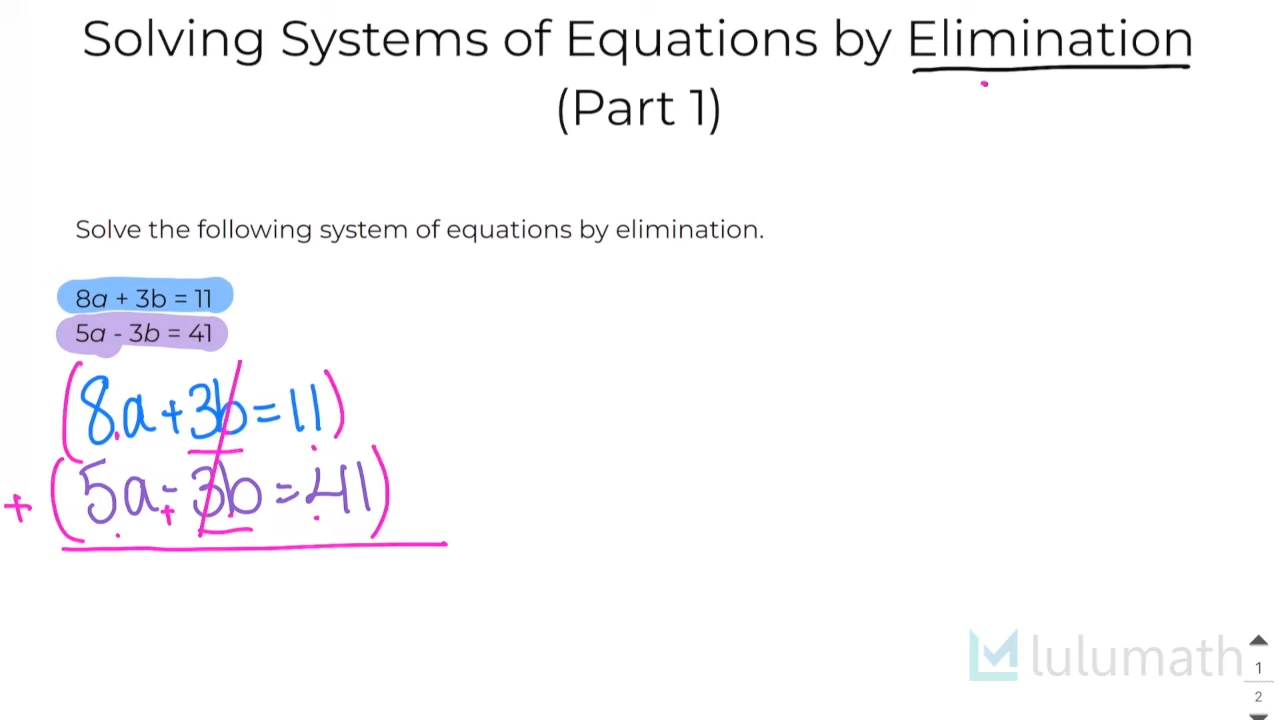 Solving Systems of Equations by Elimination
(Part 1)
Solve the following system of equations by elimination.
8a + 3b = 11
5a - 3b = 41
(8a + 3b = 11)
+ (5a - + 3b = 41)
lulumath
1
2